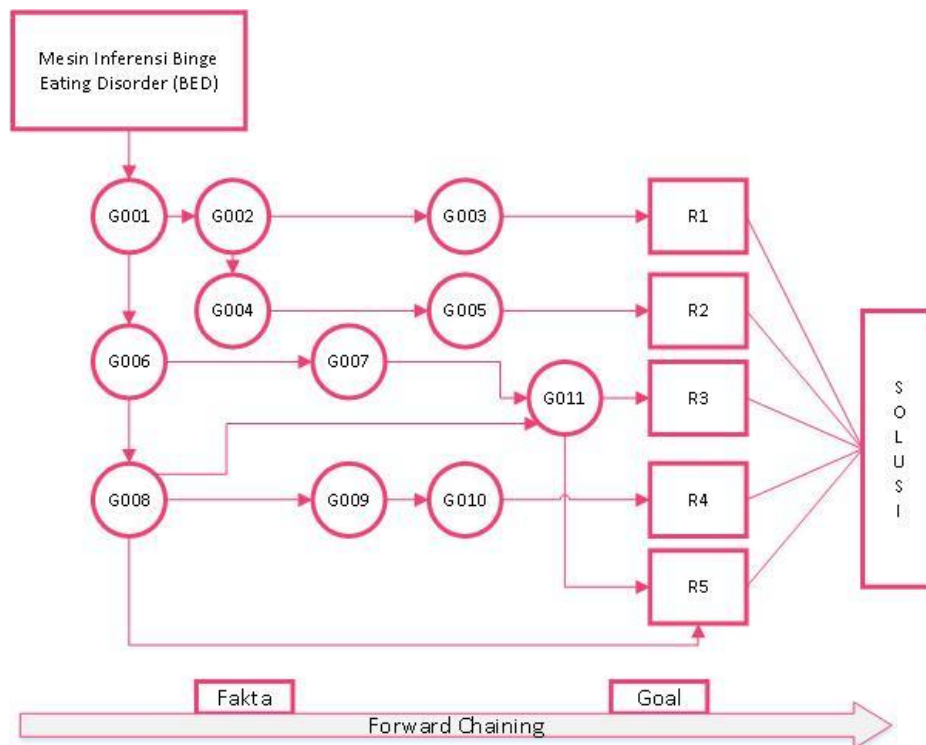 Mesin Inferensi Binge
Eating Disorder (BED)
G001
G002
G003
R1
G004
G005
R2
G006
G007
G011
R3
G008
G009
G010
R4
R5
S
O
L
U
S
I
Fakta
Goal
Forward Chaining